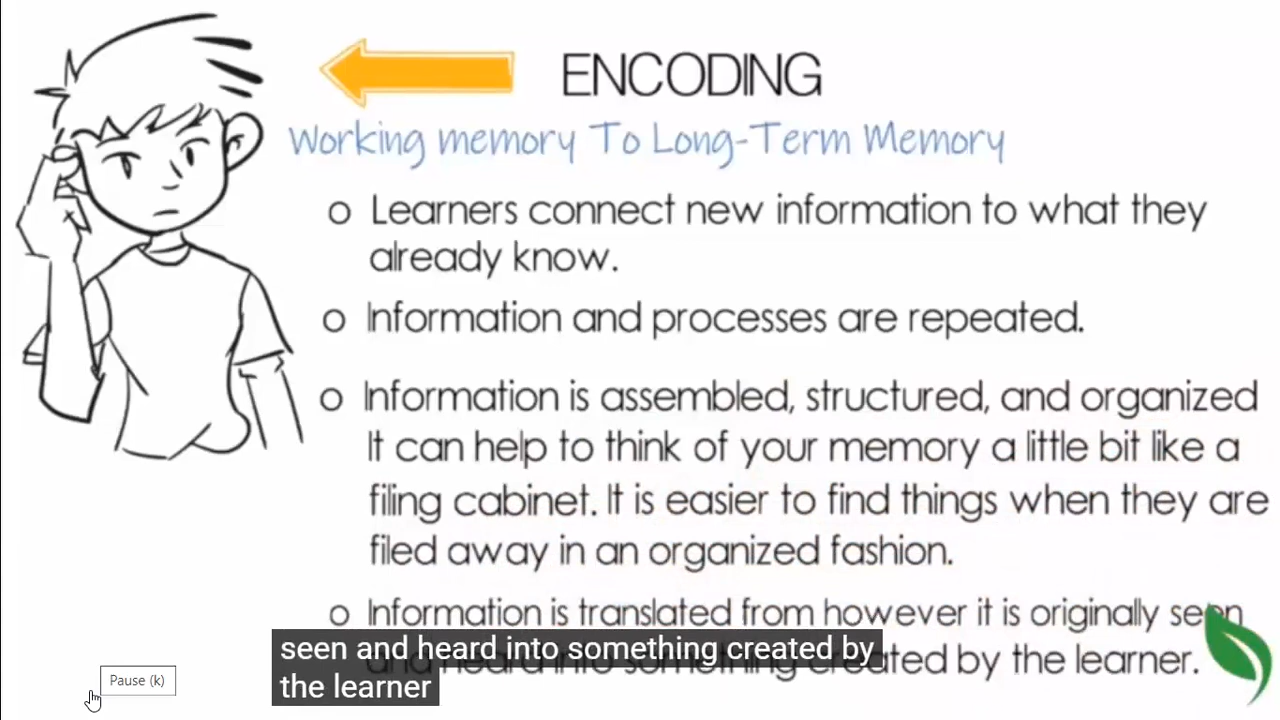 ENCODING
Working memory To Long-Term Memory
o Learners connect new information to what they
already know.
o Information and processes are repeated.
o Information is assembled, structured, and organized
It can help to think of your memory a little bit like a
filing cabinet. It is easier to find things when they are
filed away in an organized fashion.
o Information is translated from however it is originally seen
and heard into something created by the learner.
seen and heard into something created by
the learner
Pause (k)